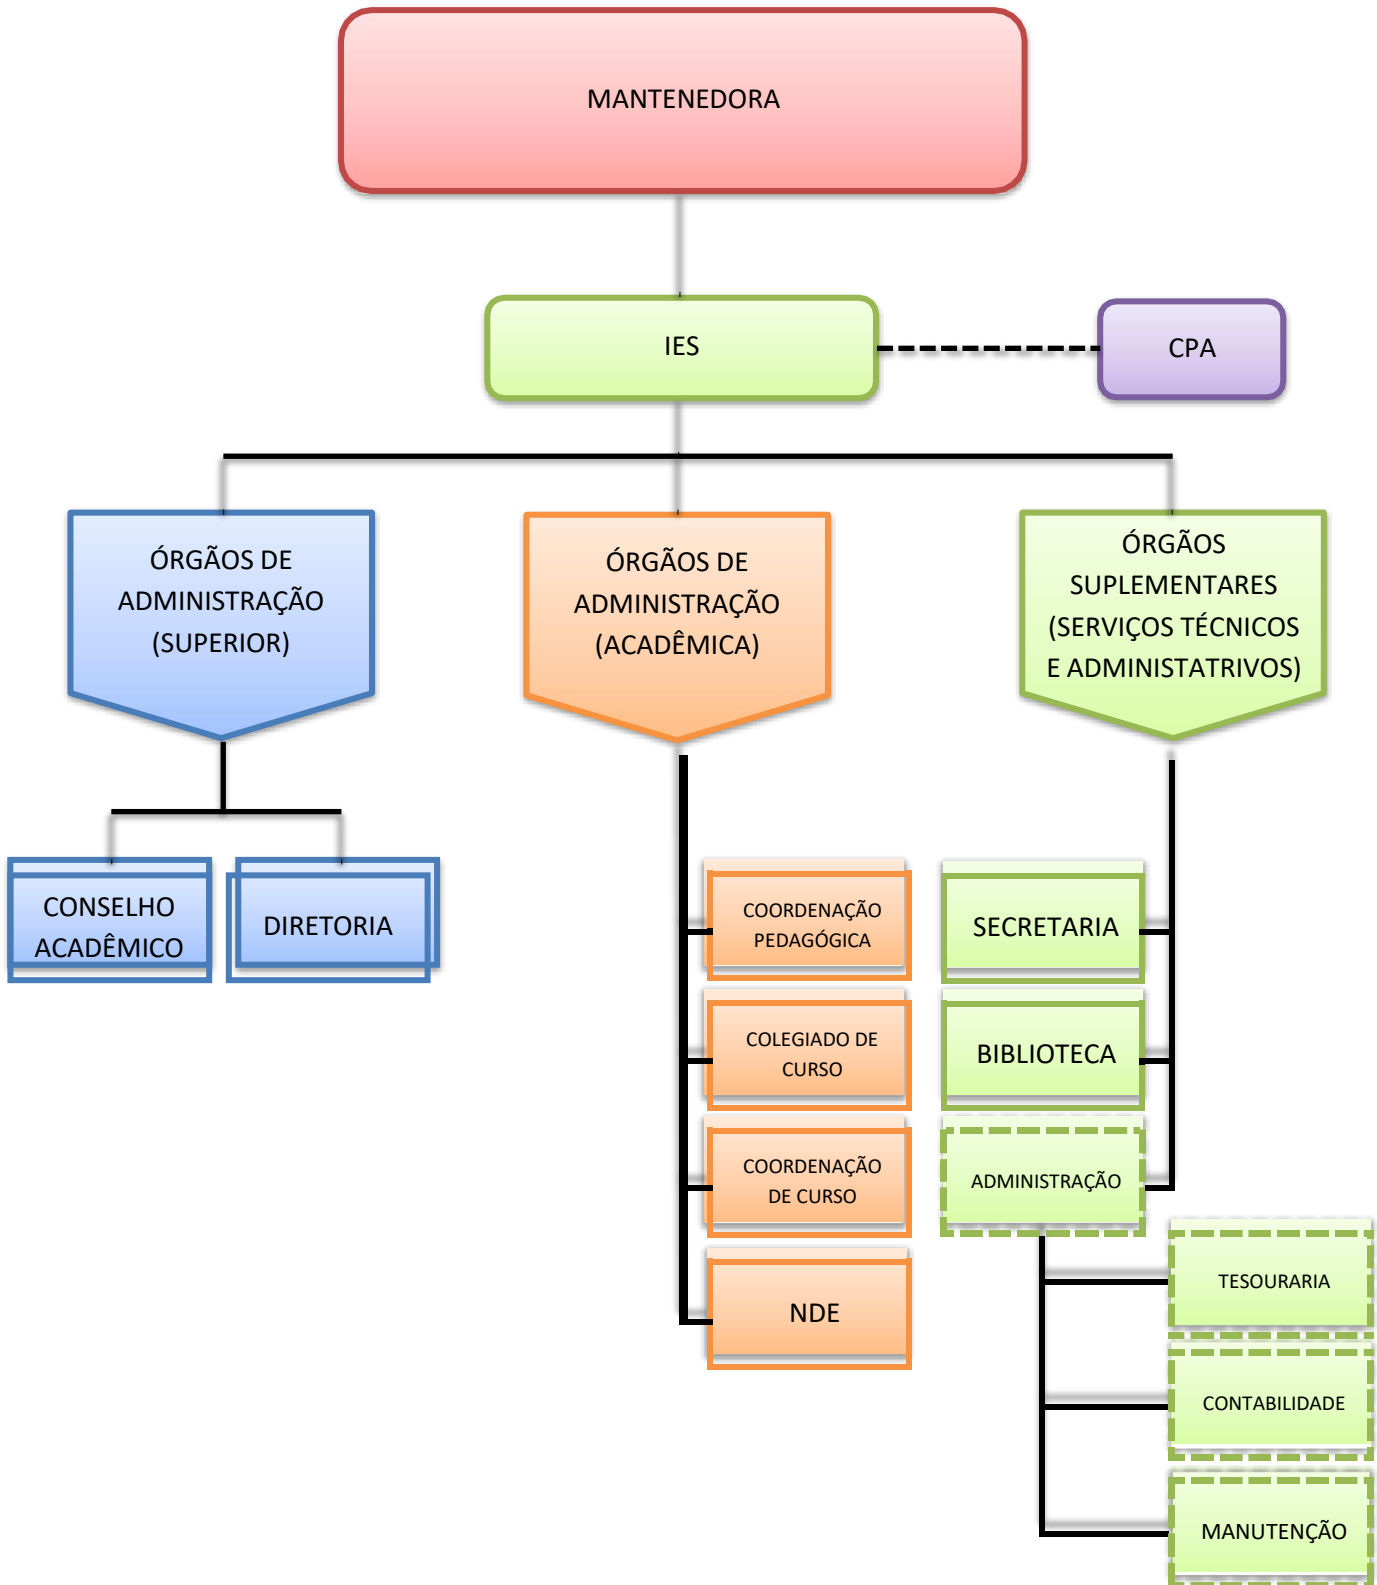 MANTENEDORA
IES
CPA
ÓRGÃOS DE
ADMINISTRAÇÃO
(SUPERIOR)
ÓRGÃOS DE
ADMINISTRAÇÃO
(ACADÊMICA)
ÓRGÃOS
SUPLEMENTARES
(SERVIÇOS TÉCNICOS
E ADMINISTATRIVOS)
CONSELHO
ACADÊMICO
DIRETORIA
COORDENAÇÃO
PEDAGÓGICA
COLEGIADO DE
CURSO
COORDENAÇÃO
DE CURSO
NDE
SECRETARIA
BIBLIOTECA
ADMINISTRAÇÃO
TESOURARIA
CONTABILIDADE
MANUTENÇÃO